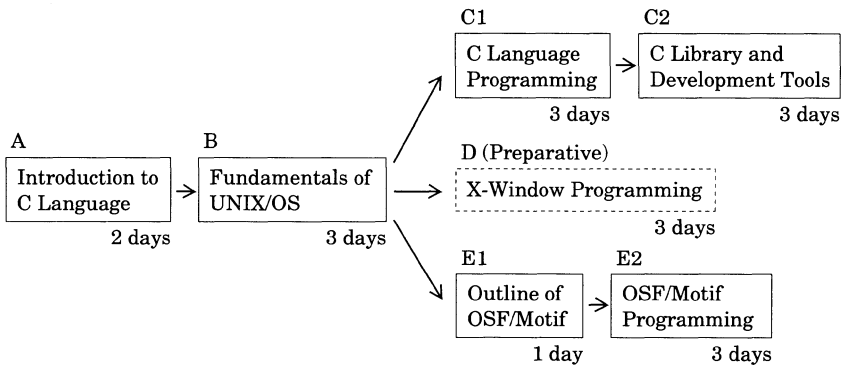 A
Introduction to
C Language
2 days
B
Fundamentals of
UNIX/OS
3 days
C1
C Language
Programming
3 days
C2
C Library and
Development Tools
3 days
D (Preparative)
X-Window Programming
3 days
E1
Outline of
OSF/Motif
1 day
E2
OSF/Motif
Programming
3 days